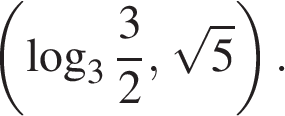 (log₃ 3/2, √5).